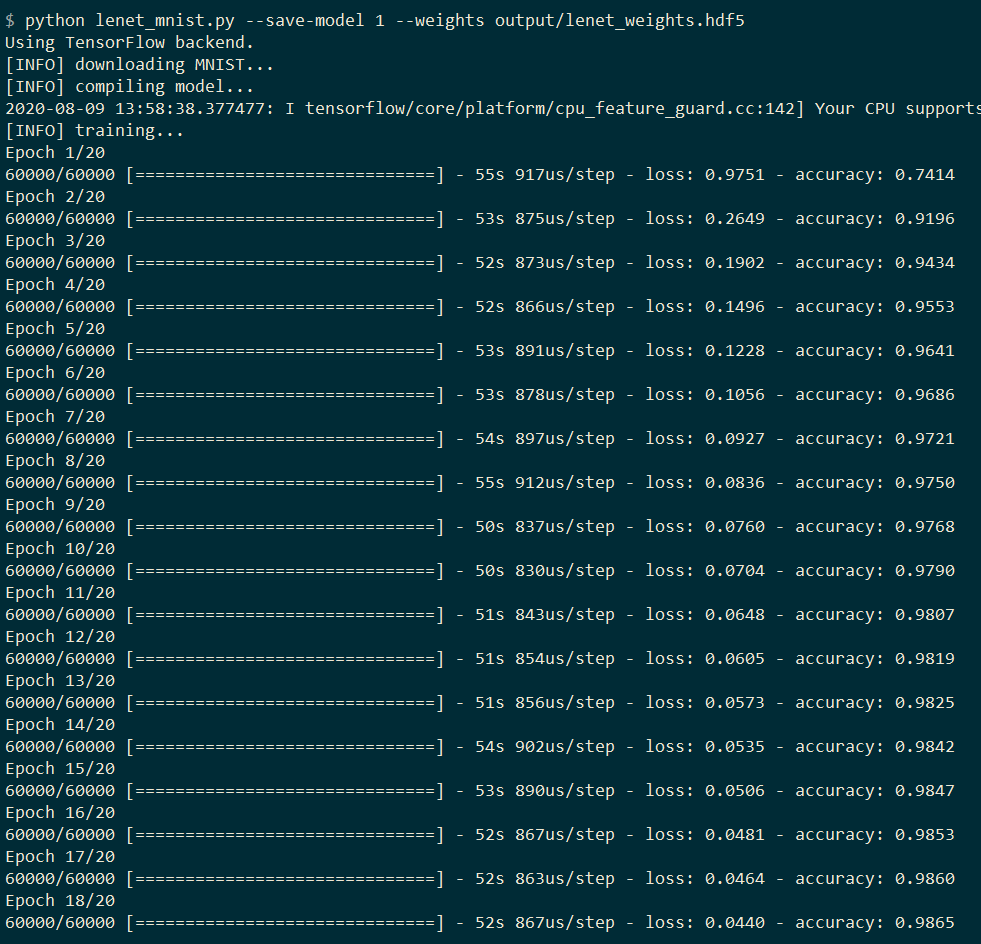 $ python lenet_mnist.py --save-model 1 --weights output/lenet_weights.hdf5
Using TensorFlow backend.
[INFO] downloading MNIST...
[INFO] compiling model...
2020-08-09 13:58:38.377477: I tensorflow/core/platform/cpu_feature_guard.cc:142] Your CPU supports
[INFO] training...
Epoch 1/20
60000/60000 [==============================] - 55s 917us/step - loss: 0.9751 - accuracy: 0.7414
Epoch 2/20
60000/60000 [==============================] - 53s 875us/step - loss: 0.2649 - accuracy: 0.9196
Epoch 3/20
60000/60000 [==============================] - 52s 873us/step - loss: 0.1902 - accuracy: 0.9434
Epoch 4/20
60000/60000 [==============================] - 52s 866us/step - loss: 0.1496 - accuracy: 0.9553
Epoch 5/20
60000/60000 [==============================] - 53s 891us/step - loss: 0.1228 - accuracy: 0.9641
Epoch 6/20
60000/60000 [==============================] - 53s 878us/step - loss: 0.1056 - accuracy: 0.9686
Epoch 7/20
60000/60000 [==============================] - 54s 897us/step - loss: 0.0927 - accuracy: 0.9721
Epoch 8/20
60000/60000 [==============================] - 55s 912us/step - loss: 0.0836 - accuracy: 0.9750
Epoch 9/20
60000/60000 [==============================] - 50s 837us/step - loss: 0.0760 - accuracy: 0.9768
Epoch 10/20
60000/60000 [==============================] - 50s 830us/step - loss: 0.0704 - accuracy: 0.9790
Epoch 11/20
60000/60000 [==============================] - 51s 843us/step - loss: 0.0648 - accuracy: 0.9807
Epoch 12/20
60000/60000 [==============================] - 51s 854us/step - loss: 0.0605 - accuracy: 0.9819
Epoch 13/20
60000/60000 [==============================] - 51s 856us/step - loss: 0.0573 - accuracy: 0.9825
Epoch 14/20
60000/60000 [==============================] - 54s 902us/step - loss: 0.0535 - accuracy: 0.9842
Epoch 15/20
60000/60000 [==============================] - 53s 890us/step - loss: 0.0506 - accuracy: 0.9847
Epoch 16/20
60000/60000 [==============================] - 52s 867us/step - loss: 0.0481 - accuracy: 0.9853
Epoch 17/20
60000/60000 [==============================] - 52s 863us/step - loss: 0.0464 - accuracy: 0.9860
Epoch 18/20
60000/60000 [==============================] - 52s 867us/step - loss: 0.0440 - accuracy: 0.9865